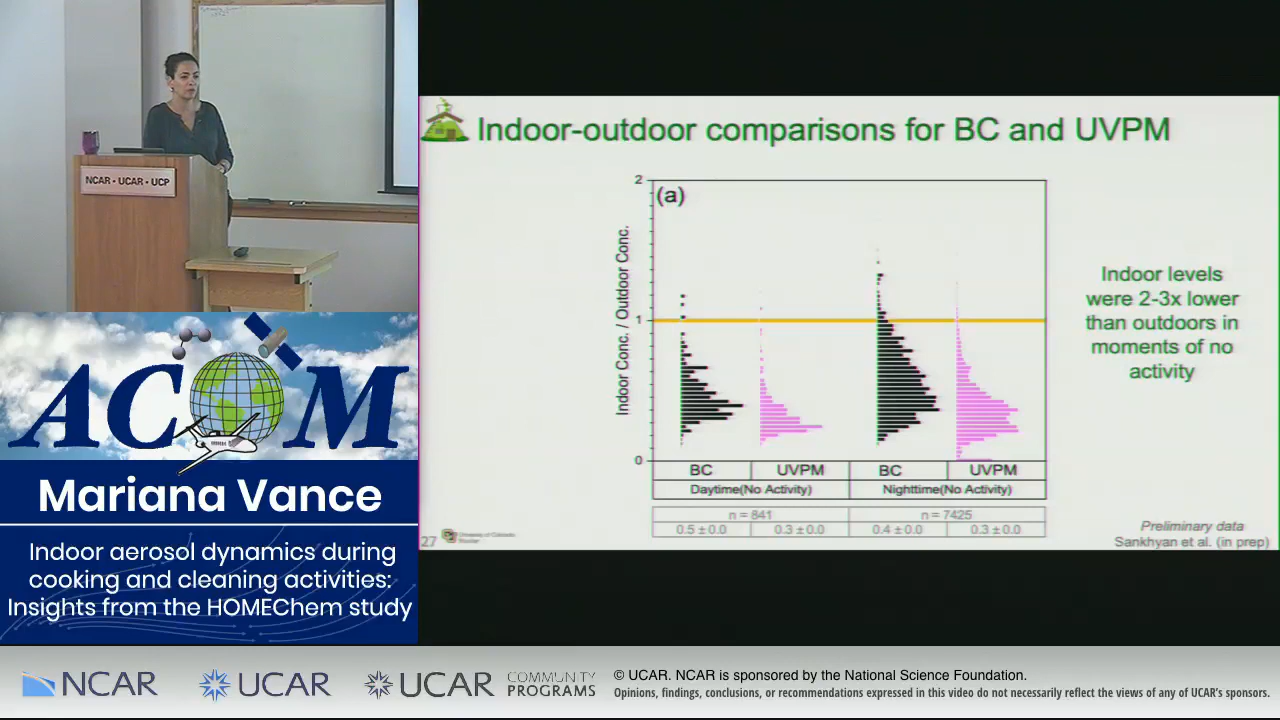 NCAR • UCAR • UCP
ACOM
Mariana Vance
Indoor aerosol dynamics during
cooking and cleaning activities:
Insights from the HOMEChem study
Indoor-outdoor comparisons for BC and UVPM
(a)
2
1
0
Indoor Conc. / Outdoor Conc.
BC
UVPM
BC
UVPM
Daytime(No Activity)
Nighttime(No Activity)
n = 841
n = 7425
0.5 ± 0.0
0.3 ± 0.0
0.4 ± 0.0
0.3 ± 0.0
Indoor levels
were 2-3x lower
than outdoors in
moments of no
activity
27
Preliminary data
Sankhyan et al. (in prep)
NCAR
UCAR
UCAR
COMMUNITY
PROGRAMS
© UCAR. NCAR is sponsored by the National Science Foundation.
Opinions, findings, conclusions, or recommendations expressed in this video do not necessarily reflect the views of any of UCAR's sponsors.